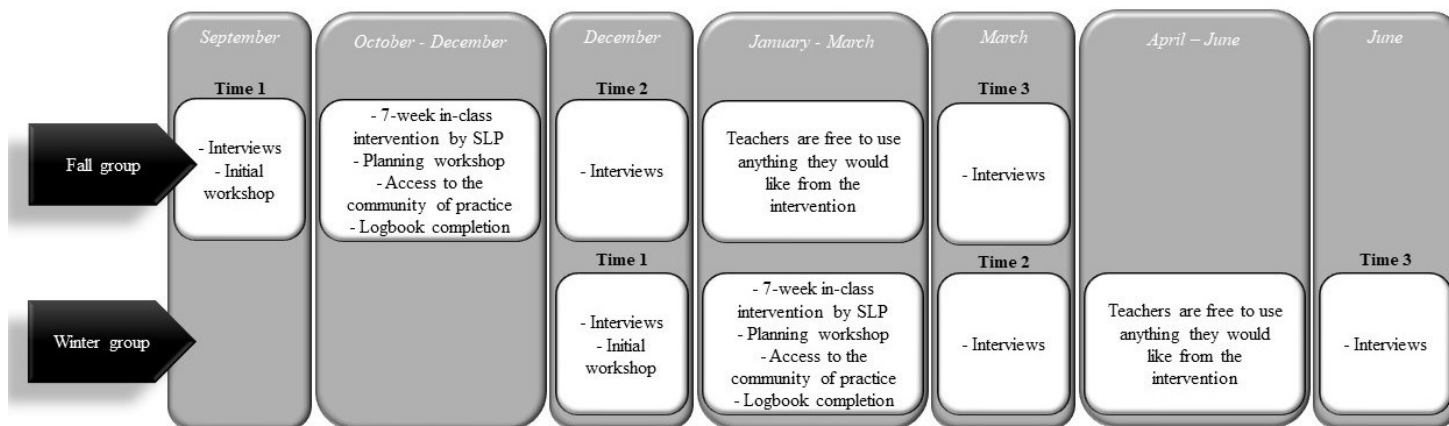 September
October - December
December
January - March
March
April – June
June
Time 1
Time 2
Time 3
Fall group
- Interviews
- Initial
workshop
- 7-week in-class
intervention by SLP
- Planning workshop
- Access to the
community of practice
- Logbook completion
- Interviews
Teachers are free to use
anything they would
like from the
intervention
- Interviews
Time 1
Time 2
Time 3
Winter group
- Interviews
- Initial
workshop
- 7-week in-class
intervention by SLP
- Planning workshop
- Access to the
community of practice
- Logbook completion
- Interviews
Teachers are free to use
anything they would
like from the
intervention
- Interviews